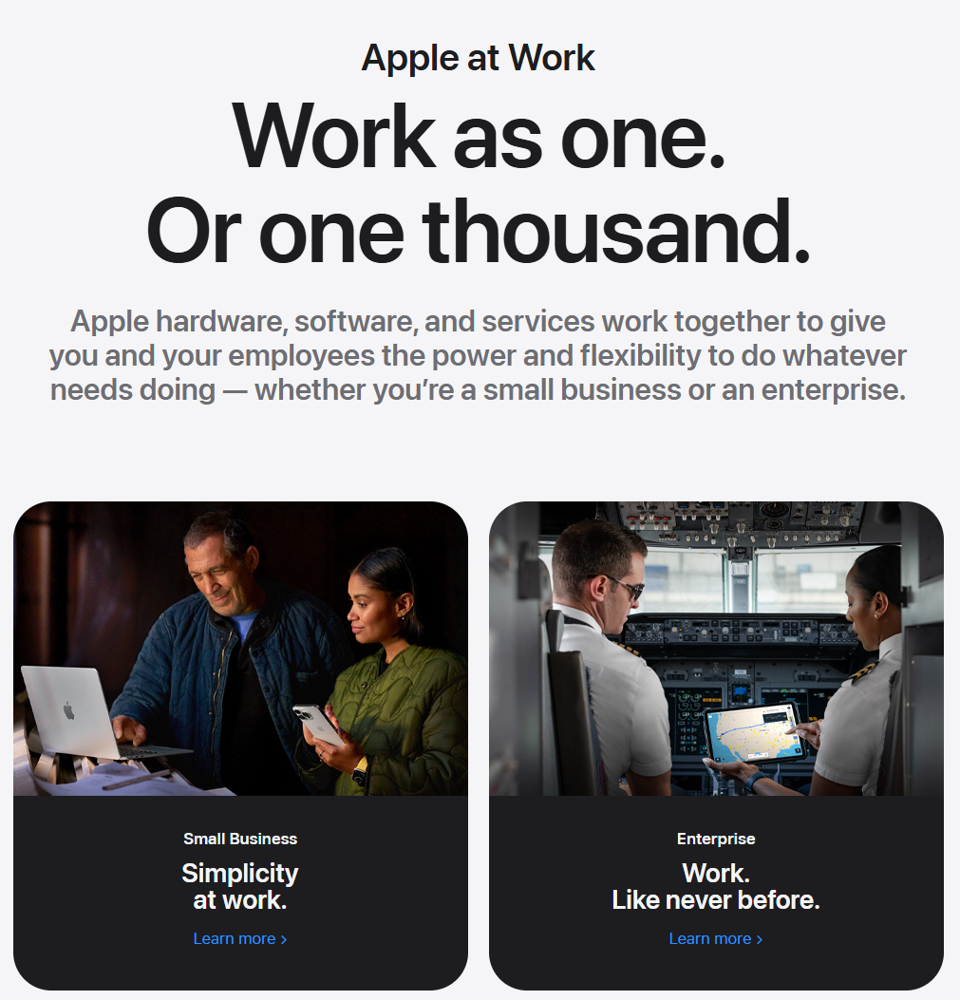 Apple at Work
Work as one.
Or one thousand.
Apple hardware, software, and services work together to give
you and your employees the power and flexibility to do whatever
needs doing — whether you’re a small business or an enterprise.
Small Business
Simplicity
at work.
Learn more >
Enterprise
Work.
Like never before.
Learn more >